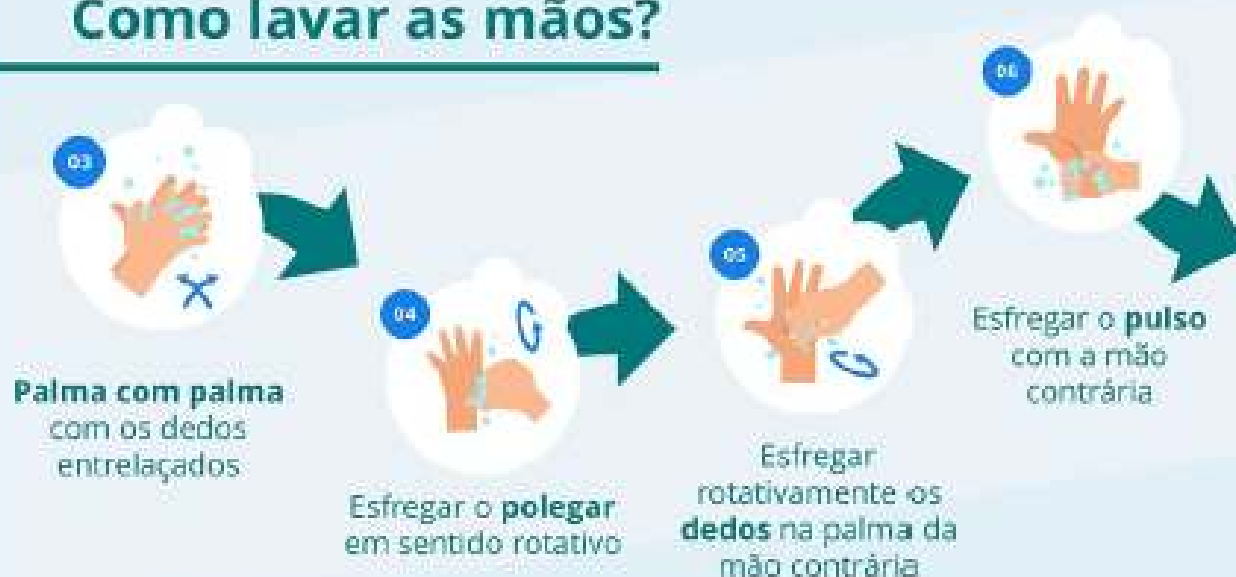 Como lavar as mãos?
03
Palma com palma
com os dedos
entrelaçados
04
Esfregar o polegar
em sentido rotativo
05
Esfregar
rotativamente os
dedos na palma da
mão contrária
06
Esfregar o pulso
com a mão
contrária